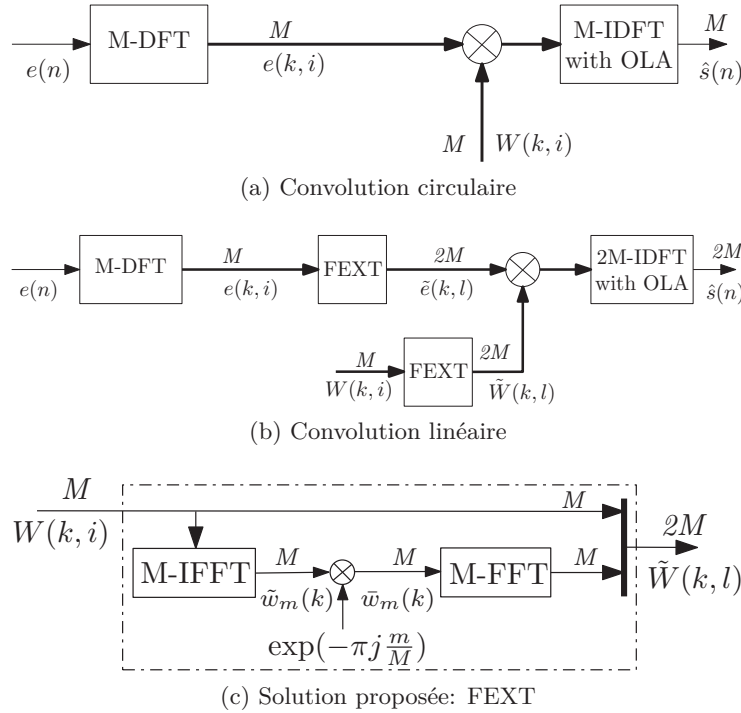 M-DFT
M
M-IDFT
with OLA
M
e(n)
e(k, i)
ŝ(n)
M
W(k, i)
(a) Convolution circulaire
M-DFT
M
FEXT
2M
2M-IDFT
with OLA
2M
e(n)
e(k, i)
ẽ(k, l)
ŝ(n)
M
FEXT
2M
W(k, i)
W̃(k, l)
(b) Convolution linéaire
M
M
W(k, i)
2M
M-IFFT
M
M
M-FFT
M
w̃m(k)
w̄m(k)
W̃(k, l)
exp(−πj m/M)
(c) Solution proposée: FEXT